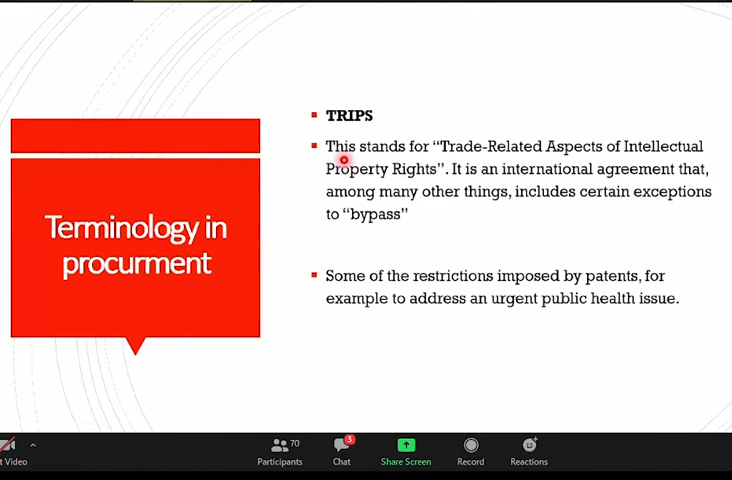 Terminology in
procurment
TRIPS
This stands for “Trade-Related Aspects of Intellectual
Property Rights”. It is an international agreement that,
among many other things, includes certain exceptions
to “bypass”
Some of the restrictions imposed by patents, for
example to address an urgent public health issue.
t Video
70
Participants
3
Chat
Share Screen
Record
Reactions